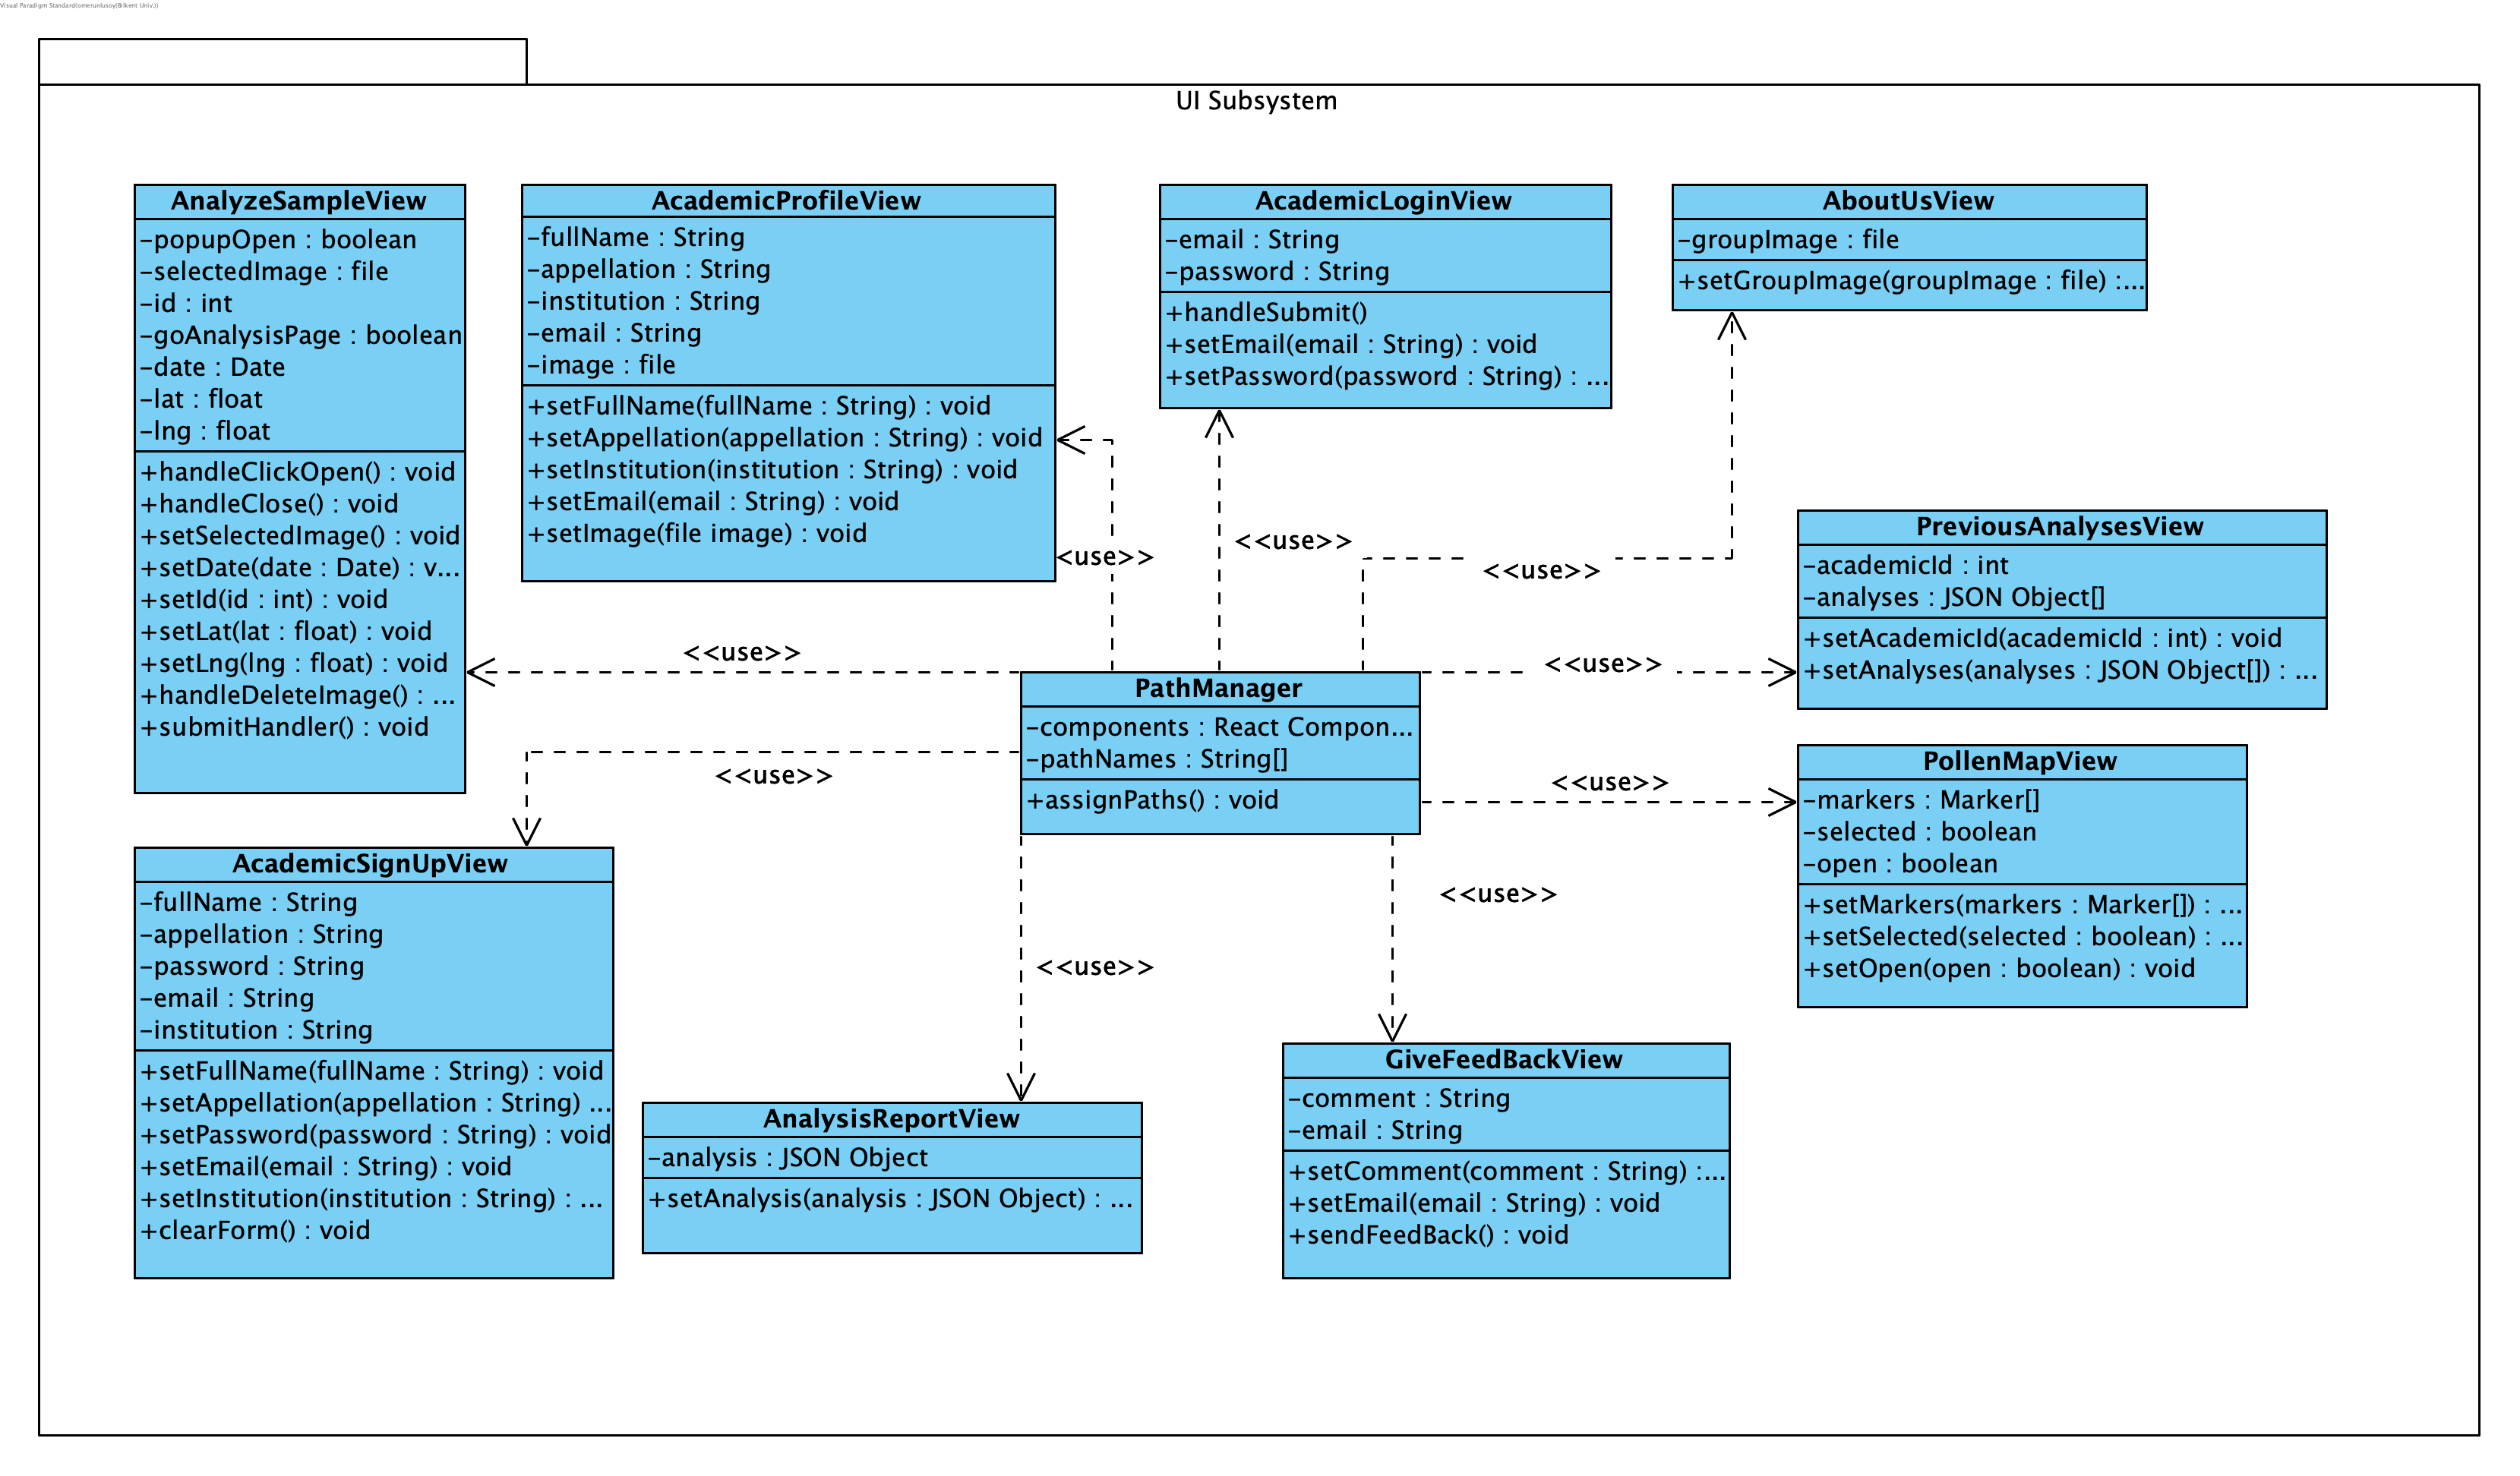 Visual Paradigm Standard(omerunlusoy(Bilkent Univ.))
UI Subsystem
AnalyzeSampleView
-popupOpen : boolean
-selectedImage : file
-id : int
-goAnalysisPage : boolean
-date : Date
-lat : float
-lng : float
+handleClickOpen() : void
+handleClose() : void
+setSelectedImage() : void
+setDate(date : Date) : v...
+setId(id : int) : void
+setLat(lat : float) : void
+setLng(lng : float) : void
+handleDeleteImage() : ...
+submitHandler() : void
AcademicProfileView
-fullName : String
-appellation : String
-institution : String
-email : String
-image : file
+setFullName(fullName : String) : void
+setAppellation(appellation : String) : void
+setInstitution(institution : String) : void
+setEmail(email : String) : void
+setImage(file image) : void
AcademicLoginView
-email : String
-password : String
+handleSubmit()
+setEmail(email : String) : void
+setPassword(password : String) : ...
AboutUsView
-groupImage : file
+setGroupImage(groupImage : file) :...
<use>>
<<use>>
<<use>>
PreviousAnalysesView
-academicId : int
-analyses : JSON Object[]
+setAcademicId(academicId : int) : void
+setAnalyses(analyses : JSON Object[]) : ...
<<use>>
<<use>>
PathManager
-components : React Compon...
-pathNames : String[]
+assignPaths() : void
<<use>>
<<use>>
PollenMapView
-markers : Marker[]
-selected : boolean
-open : boolean
+setMarkers(markers : Marker[]) : ...
+setSelected(selected : boolean) : ...
+setOpen(open : boolean) : void
AcademicSignUpView
-fullName : String
-appellation : String
-password : String
-email : String
-institution : String
+setFullName(fullName : String) : void
+setAppellation(appellation : String) ...
+setPassword(password : String) : void
+setEmail(email : String) : void
+setInstitution(institution : String) : ...
+clearForm() : void
<<use>>
<<use>>
AnalysisReportView
-analysis : JSON Object
+setAnalysis(analysis : JSON Object) : ...
GiveFeedBackView
-comment : String
-email : String
+setComment(comment : String) :...
+setEmail(email : String) : void
+sendFeedBack() : void